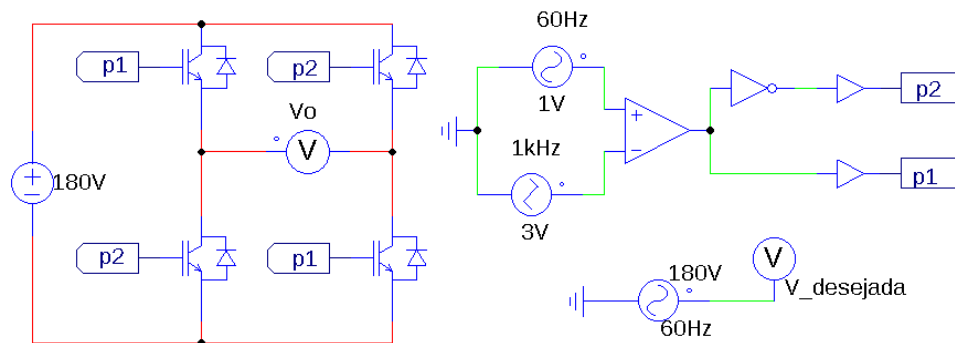 60Hz
p1
p2
p2
Vo
1V
V
1kHz
+
−
p1
+
−
180V
3V
p2
p1
V
180V
V_desejada
60Hz